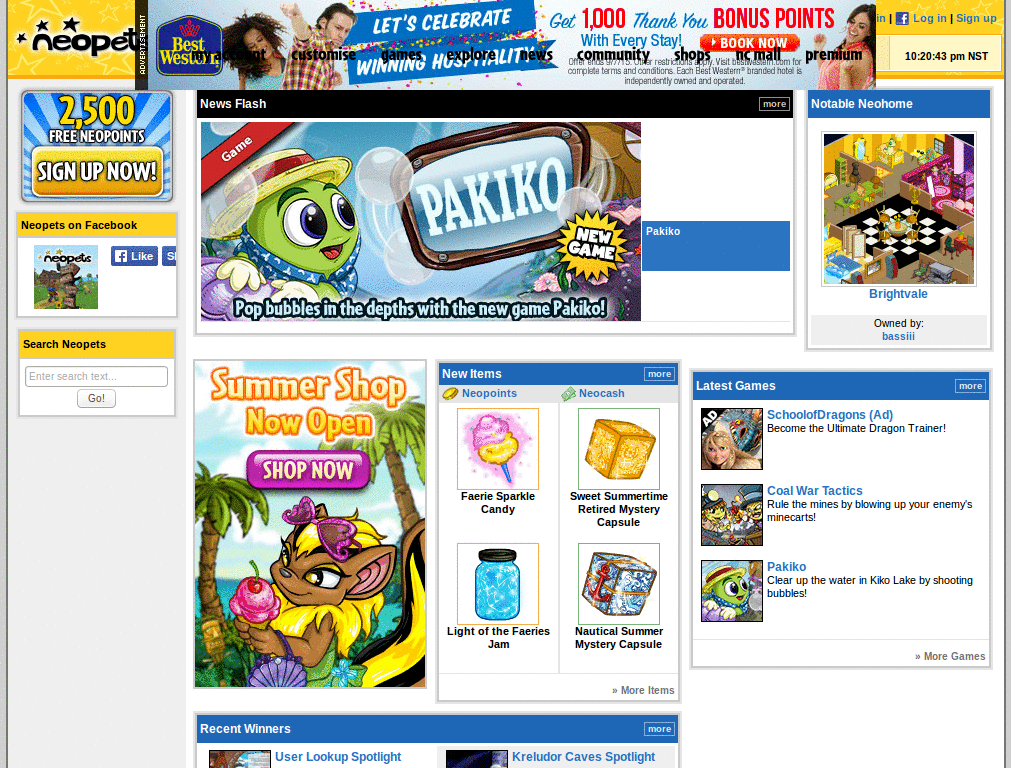 neopets
ADVERTISEMENT
Best Western
LET'S CELEBRATE
WINNING HOSPITALITY
Get 1,000 Thank You BONUS POINTS
With Every Stay!
BOOK NOW
Offer ends 9/7/15. Other restrictions apply. Visit bestwestern.com for
complete terms and conditions. Each Best Western® branded hotel is
independently owned and operated.
in | Log in | Sign up
customise games explore news community shops nc mall premium
10:20:43 pm NST
2,500
FREE NEOPOINTS
SIGN UP NOW!
Neopets on Facebook
neopets
Like
Search Neopets
Enter search text...
Go!
News Flash more
Game
PAKIKO
NEW
GAME
Pop bubbles in the depths with the new game Pakiko!
Pakiko
Notable Neohome
Brightvale
Owned by:
bassiii
Summer Shop
Now Open
SHOP NOW
New Items more
Neopoints Neocash
Faerie Sparkle
Candy
Sweet Summertime
Retired Mystery
Capsule
Light of the Faeries
Jam
Nautical Summer
Mystery Capsule
» More Items
Latest Games more
AD
SchoolofDragons (Ad)
Become the Ultimate Dragon Trainer!
Coal War Tactics
Rule the mines by blowing up your enemy's
minecarts!
Pakiko
Clear up the water in Kiko Lake by shooting
bubbles!
» More Games
Recent Winners more
User Lookup Spotlight
Kreludor Caves Spotlight